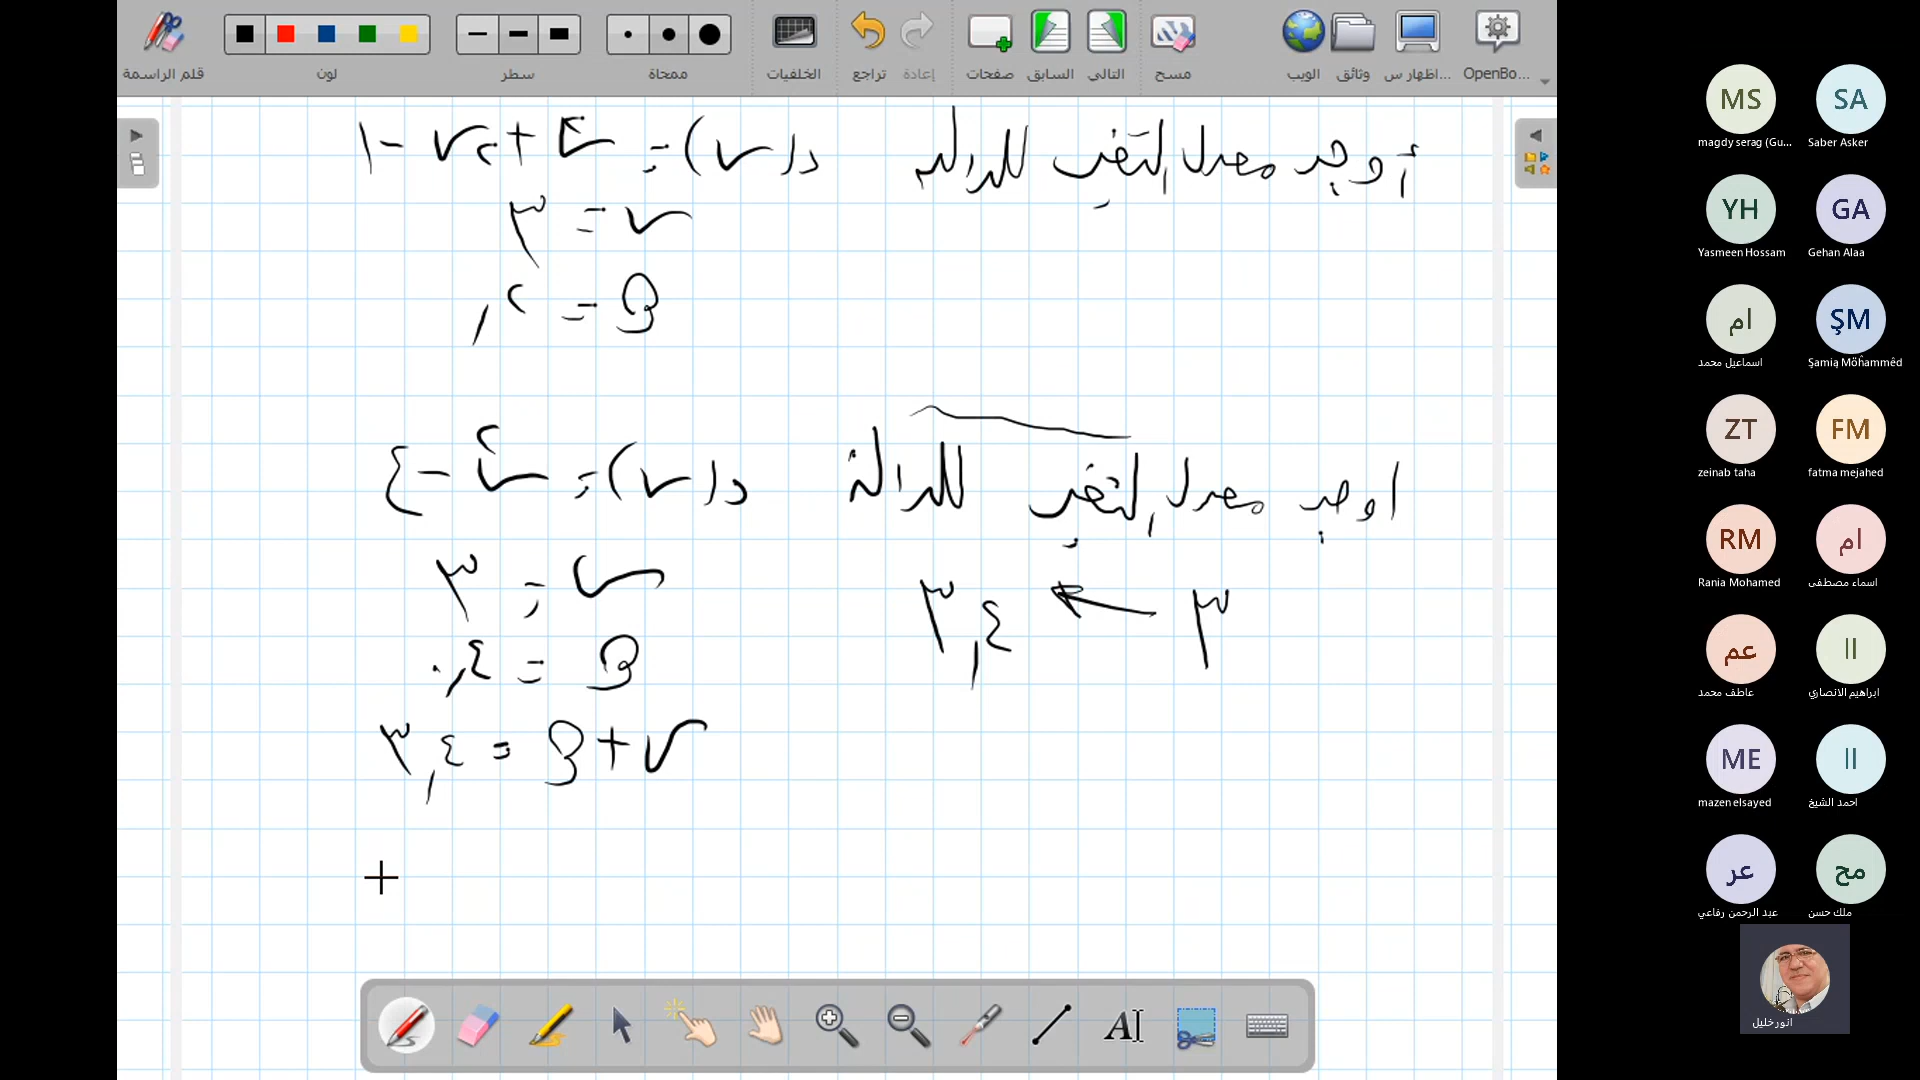 قلم الراسمة
لون
سطر
ممحاة
الخلفيات
تراجع
إعادة
صفحات
السابق
التالي
مسح
الويب
وثائق
اظهار س...
OpenBo...
أوجد معدل التغير للدالة د(س) = س٢ + ٢س - ١
س = ٣
هـ = ٢,
اوجد معدل التغير للدالة د(س) = س٢ - ٤
س = ٣
٣ ← ٣,٤
هـ = ٠,٤
س + هـ = ٣,٤
MS
SA
magdy serag (Gu...
Saber Asker
YH
GA
Yasmeen Hossam
Gehan Alaa
ام
ŞM
اسماعيل محمد
Şamią Möĥammêd
ZT
FM
zeinab taha
fatma mejahed
RM
ام
Rania Mohamed
اسماء مصطفى
عم
اا
عاطف محمد
ابراهيم الانصاري
ME
اا
mazen elsayed
احمد الشيخ
عر
مح
عبد الرحمن رفاعي
ملك حسن
انور خليل